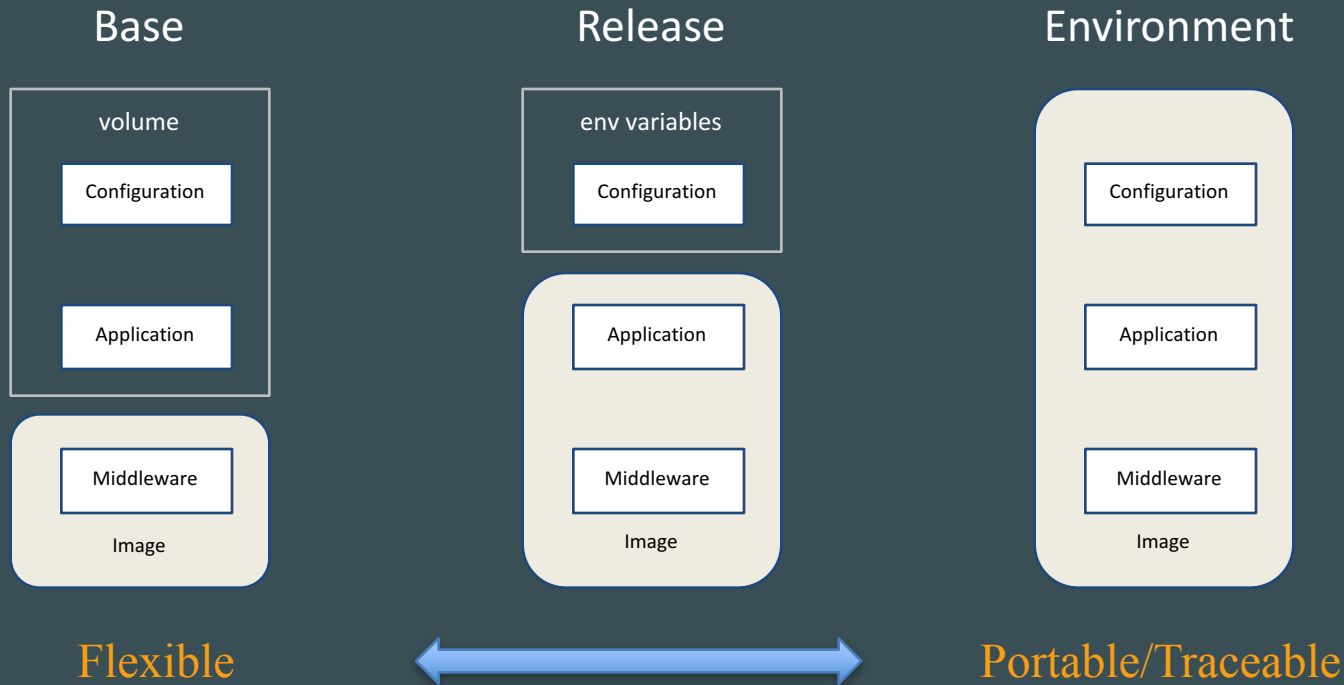 Base
Release
Environment
volume
Configuration
Application
Middleware
Image
env variables
Configuration
Application
Middleware
Image
Configuration
Application
Middleware
Image
Flexible
Portable/Traceable